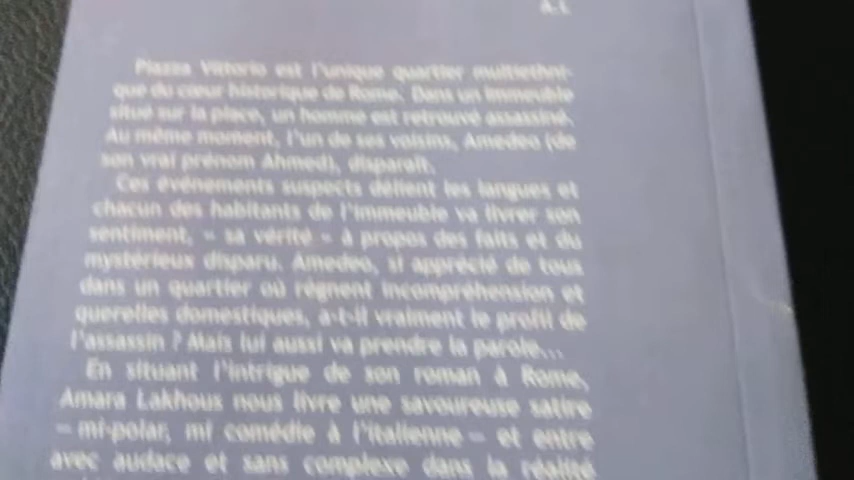 A.L.
Piazza Vittorio est l'unique quartier multiethni-
que du cœur historique de Rome. Dans un immeuble
situé sur la place, un homme est retrouvé assassiné.
Au même moment, l'un de ses voisins, Amedeo (de
son vrai prénom Ahmed), disparaît.
Ces événements suspects délient les langues et
chacun des habitants de l'immeuble va livrer son
sentiment, « sa vérité » à propos des faits et du
mystérieux disparu. Amedeo, si apprécié de tous
dans un quartier où règnent incompréhension et
querelles domestiques, a-t-il vraiment le profil de
l'assassin ? Mais lui aussi va prendre la parole...
En situant l'intrigue de son roman à Rome,
Amara Lakhous nous livre une savoureuse satire
– mi-polar, mi comédie à l'italienne – et entre
avec audace et sans complexe dans la réalité